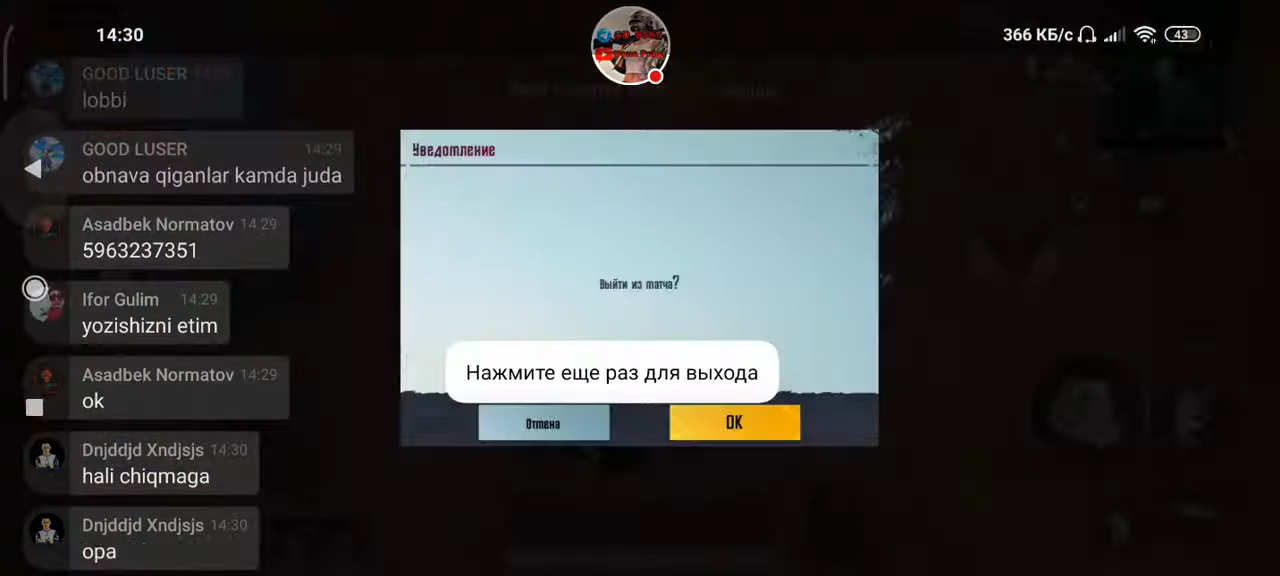 14:30
366 КБ/с
43
GOOD LUSER 14:29
lobbi
GOOD LUSER 14:29
obnava qiganlar kamda juda
Asadbek Normatov 14:29
5963237351
Ifor Gulim 14:29
yozishizni etim
Asadbek Normatov 14:29
ok
Dnjddjd Xndjsjs 14:30
hali chiqmaga
Dnjddjd Xndjsjs 14:30
opa
Уведомление
Выйти из матча?
Нажмите еще раз для выхода
Отмена
OK